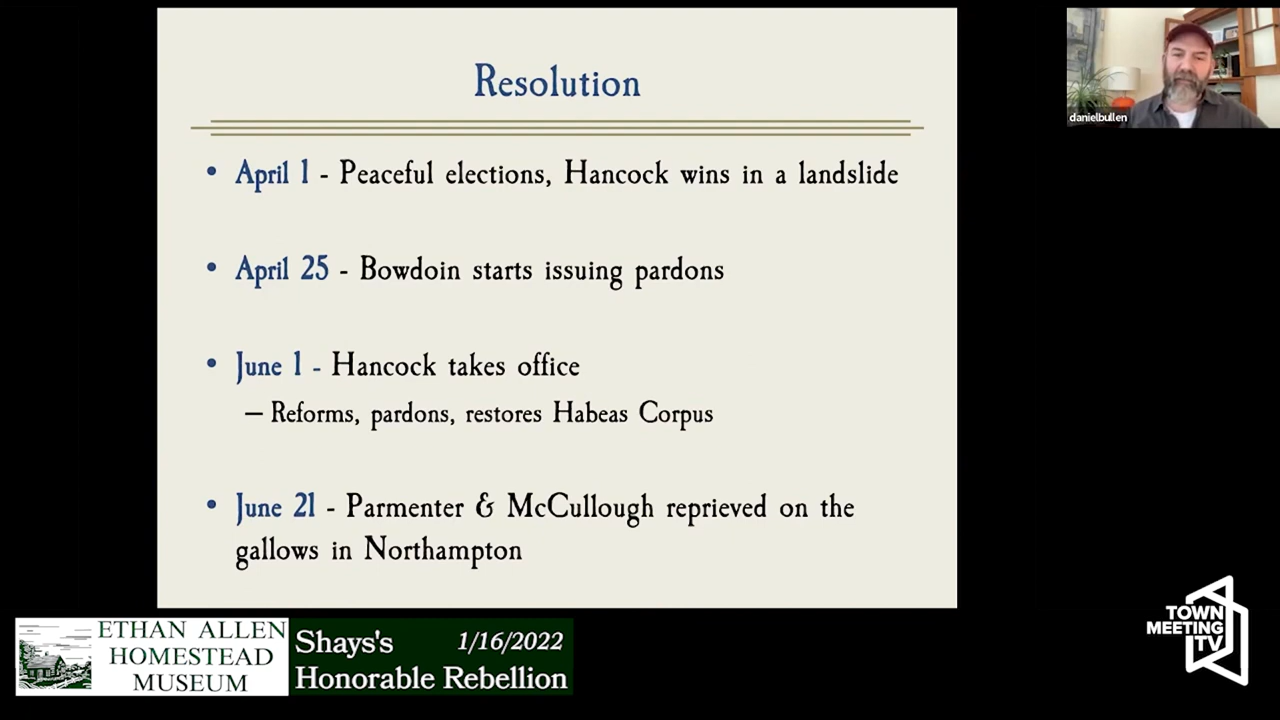 Resolution
• April 1 - Peaceful elections, Hancock wins in a landslide
• April 25 - Bowdoin starts issuing pardons
• June 1 - Hancock takes office
– Reforms, pardons, restores Habeas Corpus
• June 21 - Parmenter & McCullough reprieved on the
gallows in Northampton
danielbullen
ETHAN ALLEN
HOMESTEAD
MUSEUM
Shays's 1/16/2022
Honorable Rebellion
TOWN
MEETING
TV